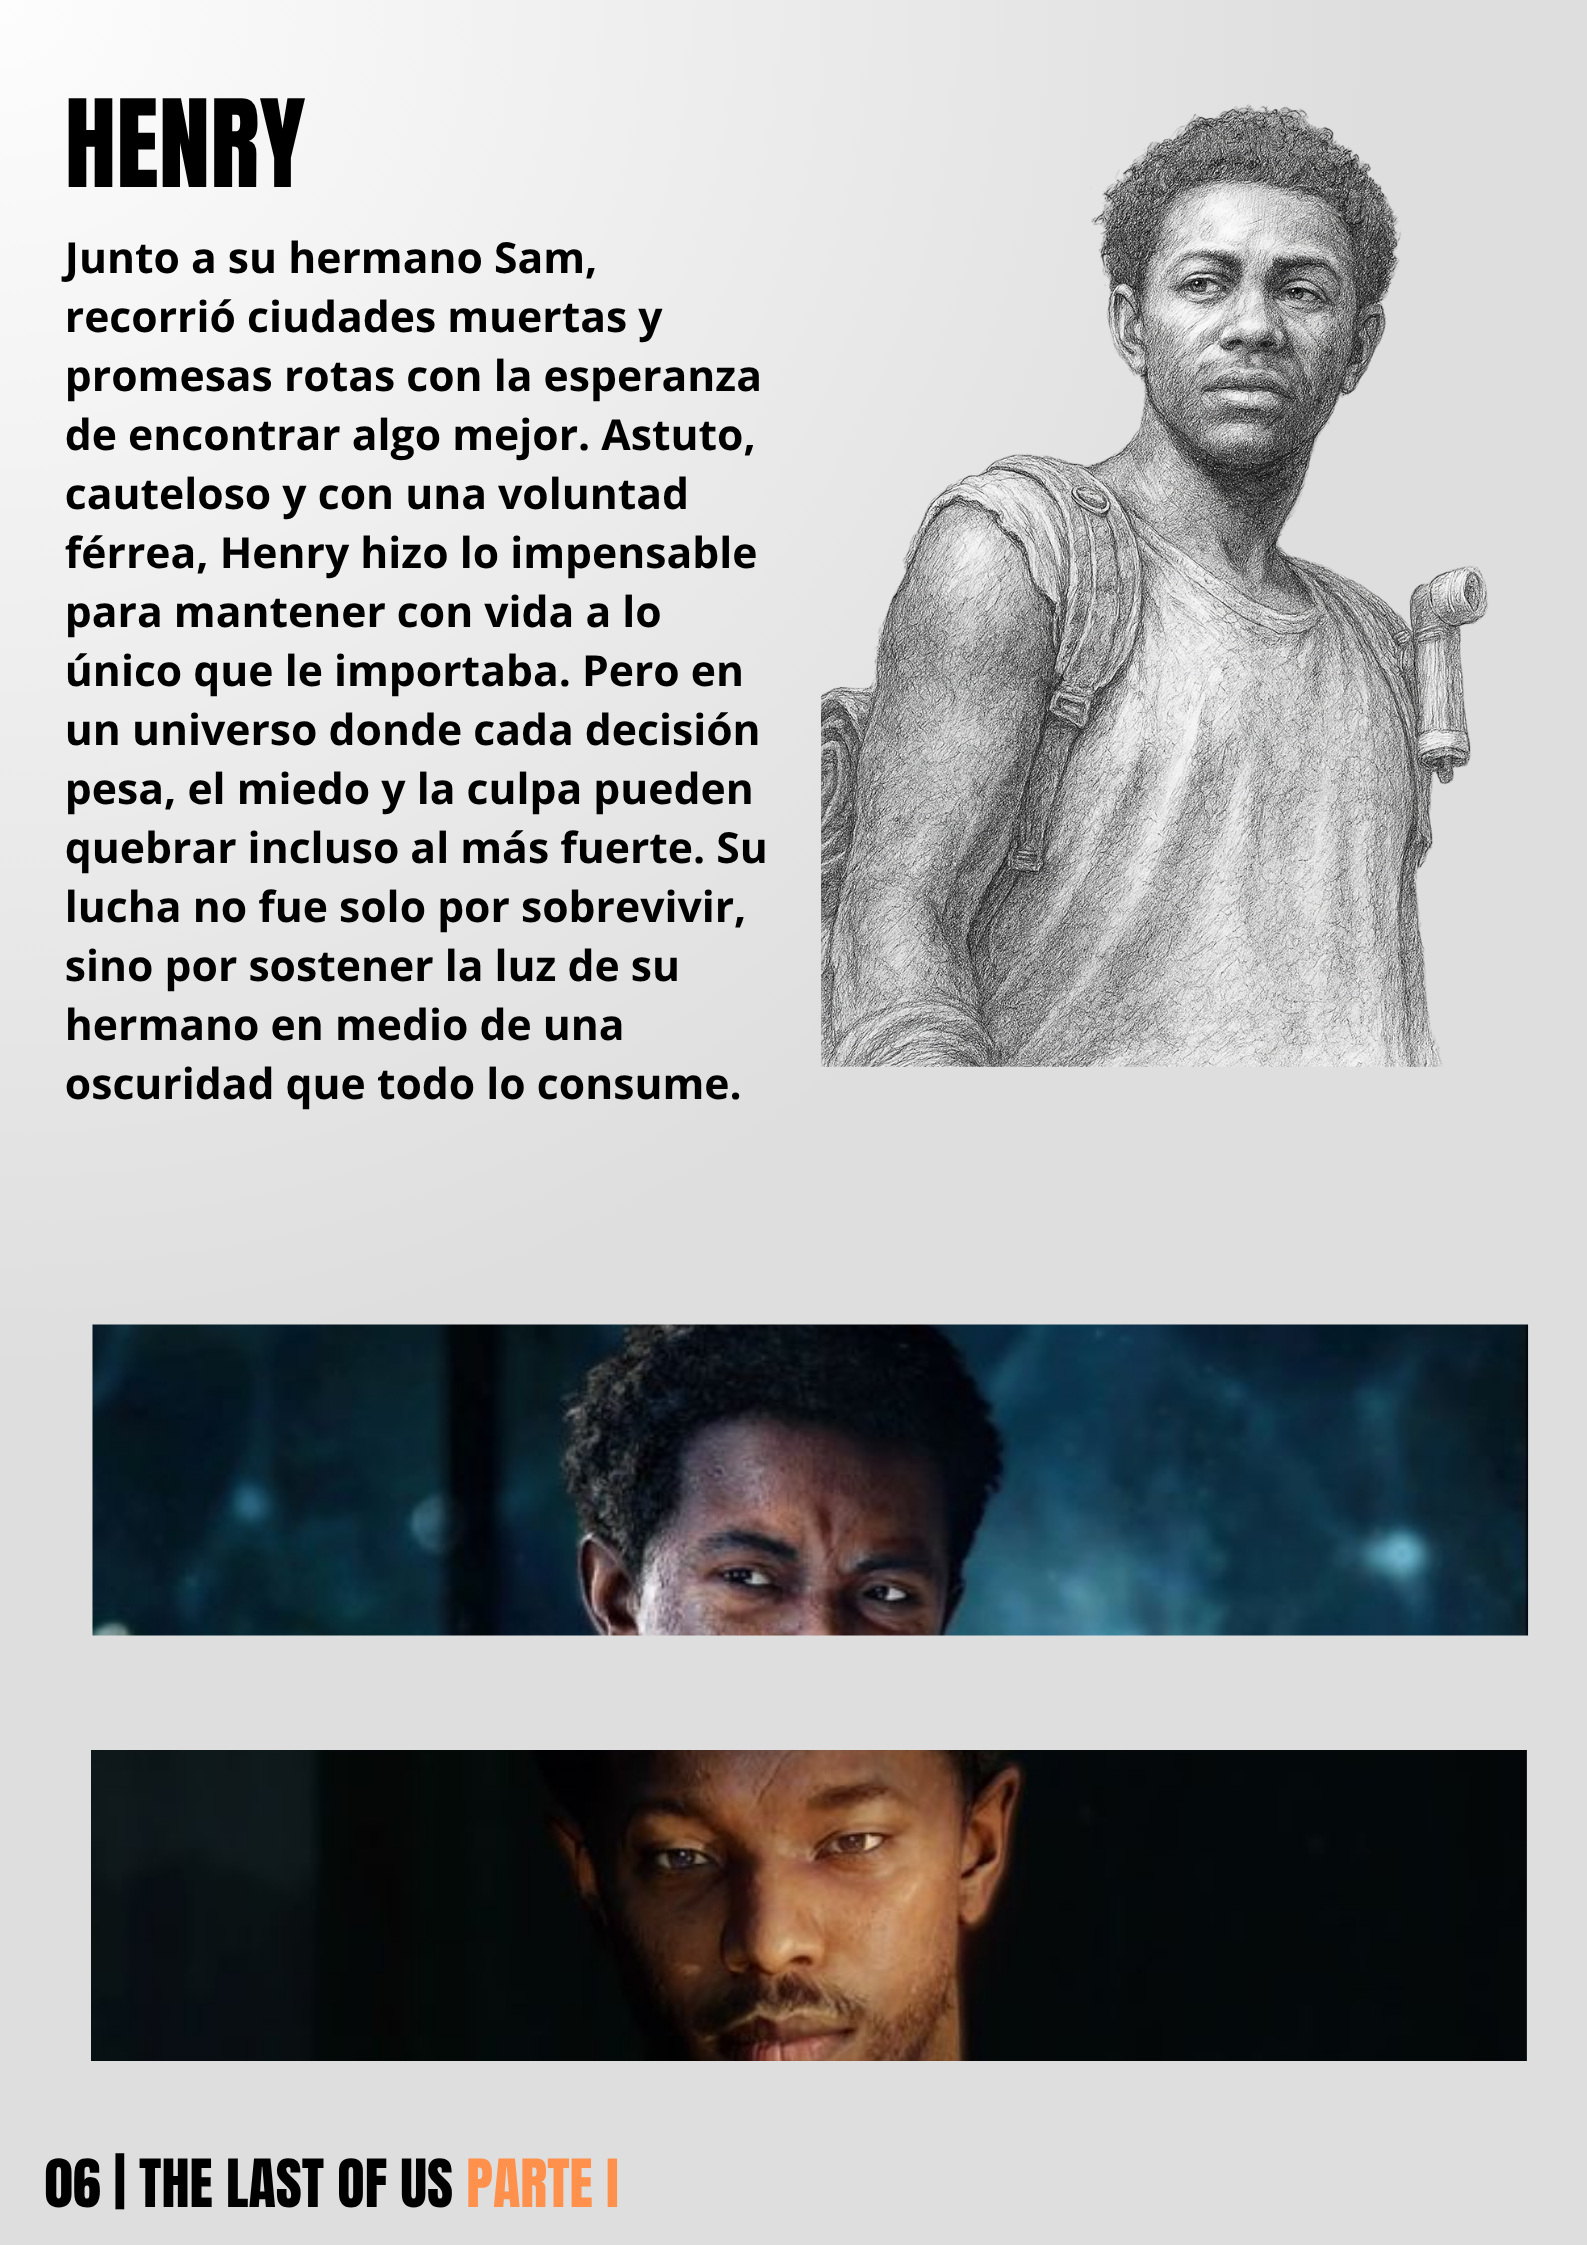 HENRY
Junto a su hermano Sam,
recorrió ciudades muertas y
promesas rotas con la esperanza
de encontrar algo mejor. Astuto,
cauteloso y con una voluntad
férrea, Henry hizo lo impensable
para mantener con vida a lo
único que le importaba. Pero en
un universo donde cada decisión
pesa, el miedo y la culpa pueden
quebrar incluso al más fuerte. Su
lucha no fue solo por sobrevivir,
sino por sostener la luz de su
hermano en medio de una
oscuridad que todo lo consume.
06 | THE LAST OF US PARTE I